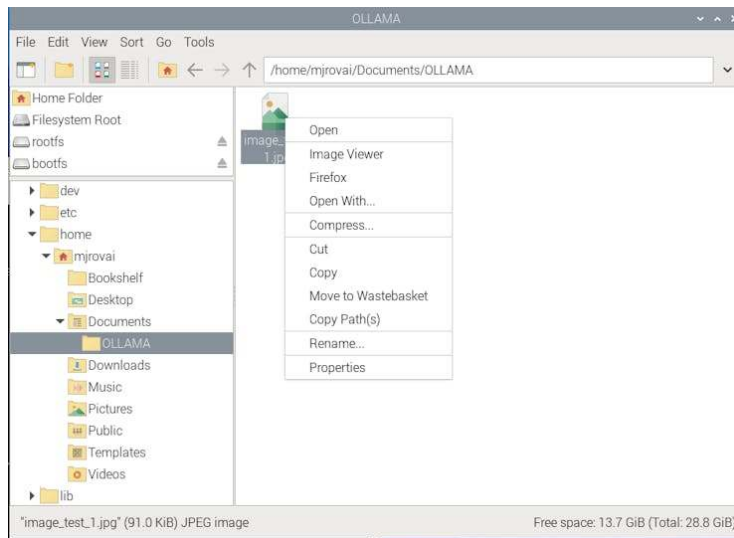 OLLAMA
File Edit View Sort Go Tools
/home/mjrovai/Documents/OLLAMA
Home Folder
Filesystem Root
rootfs
bootfs
dev
etc
home
mjrovai
Bookshelf
Desktop
Documents
OLLAMA
Downloads
Music
Pictures
Public
Templates
Videos
lib
image_
1.jp
Open
Image Viewer
Firefox
Open With...
Compress...
Cut
Copy
Move to Wastebasket
Copy Path(s)
Rename...
Properties
"image_test_1.jpg" (91.0 KiB) JPEG image
Free space: 13.7 GiB (Total: 28.8 GiB)